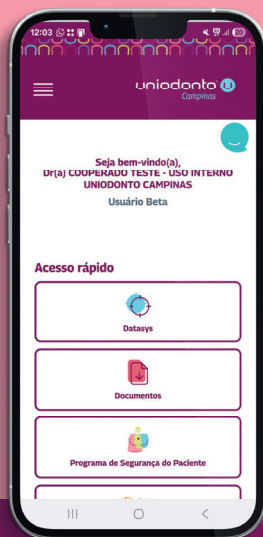 12:03
uniodonto
Campinas
Seja bem-vindo(a),
Dr(a) COOPERADO TESTE - USO INTERNO
UNIODONTO CAMPINAS
Usuário Beta
Acesso rápido
Datasys
Documentos
Programa de Segurança do Paciente